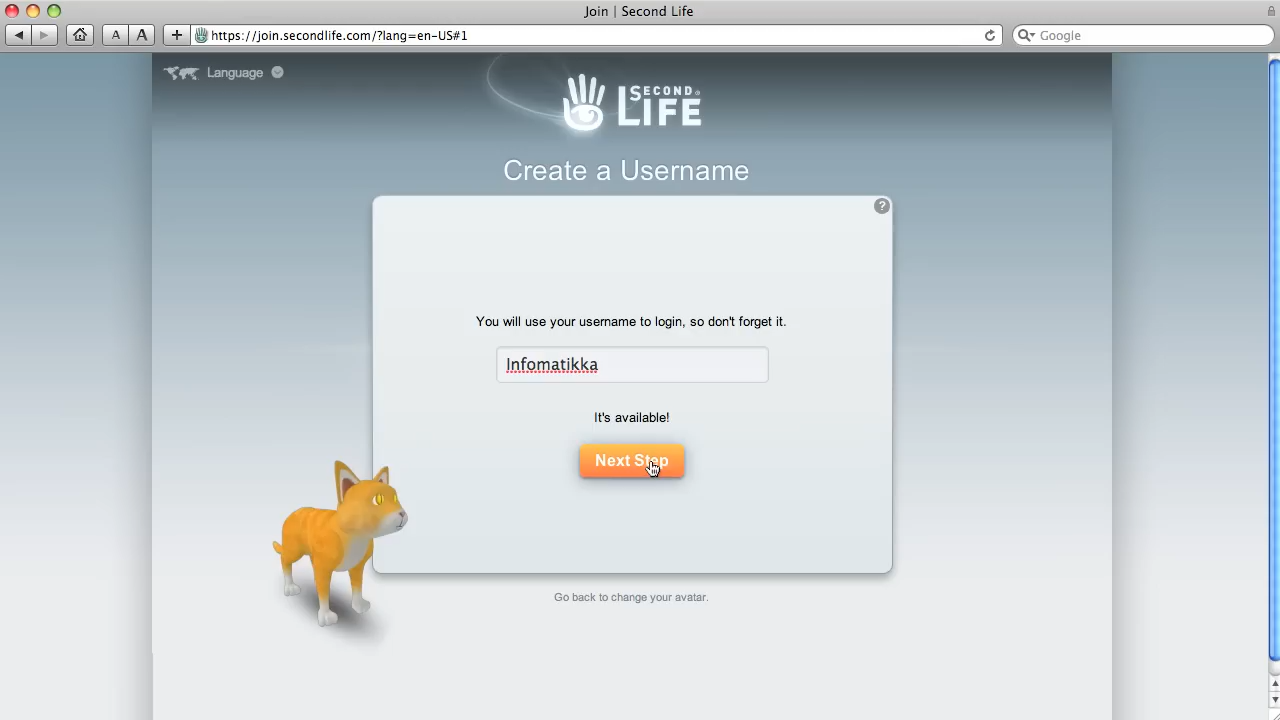 Join | Second Life
A A + https://join.secondlife.com/?lang=en-US#1 Google
Language
SECOND
LIFE
Create a Username
?
You will use your username to login, so don't forget it.
Infomatikka
It's available!
Next Step
Go back to change your avatar.